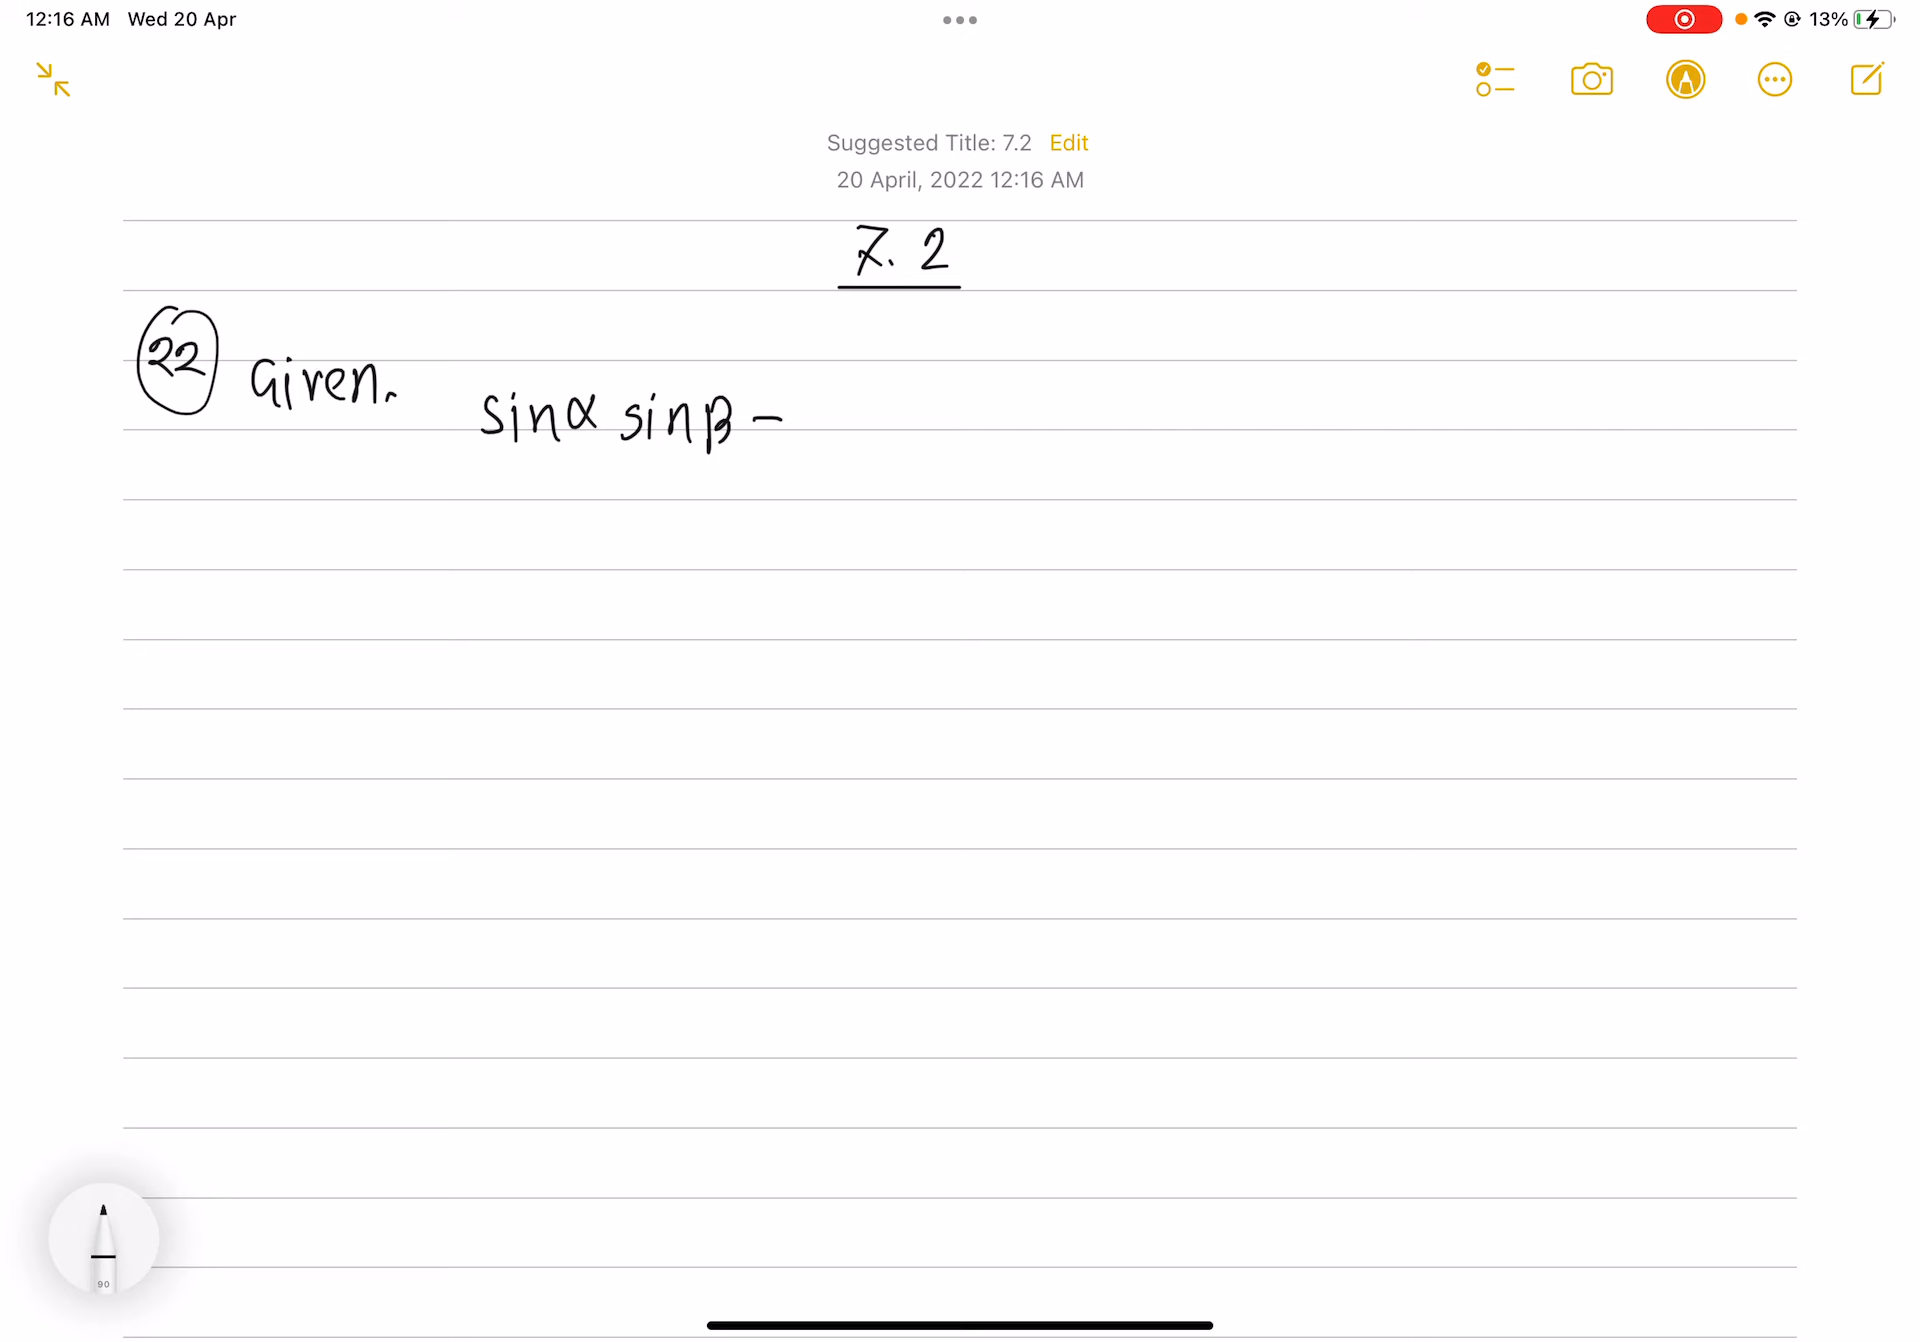 12:16 AM Wed 20 Apr
13%
Suggested Title: 7.2 Edit
20 April, 2022 12:16 AM
7.2
22 Given.
sinα sinβ −
90